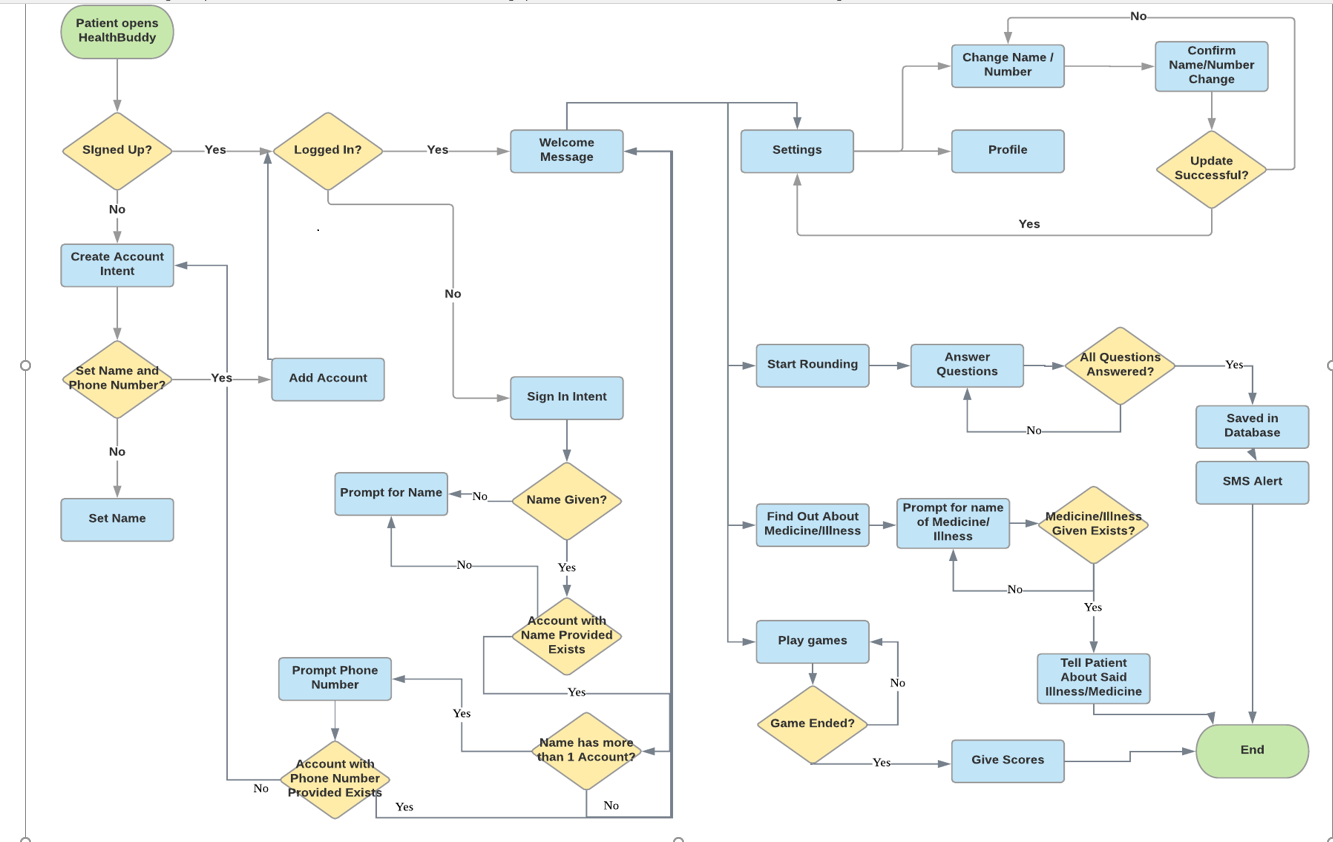 Patient opens
HealthBuddy
SIgned Up?
Yes
Logged In?
Yes
Welcome
Message
No
Create Account
Intent
Set Name and
Phone Number?
Yes
Add Account
No
Set Name
No
Sign In Intent
Name Given?
No
Prompt for Name
Yes
Account with
Name Provided
Exists
No
Yes
Name has more
than 1 Account?
Yes
Prompt Phone
Number
Account with
Phone Number
Provided Exists
No
Yes
No
Settings
Change Name /
Number
Confirm
Name/Number
Change
No
Profile
Update
Successful?
Yes
Start Rounding
Answer
Questions
All Questions
Answered?
Yes
No
Saved in
Database
SMS Alert
Find Out About
Medicine/Illness
Prompt for name
of Medicine/
Illness
Medicine/Illness
Given Exists?
No
Yes
Tell Patient
About Said
Illness/Medicine
Play games
No
Game Ended?
Yes
Give Scores
End